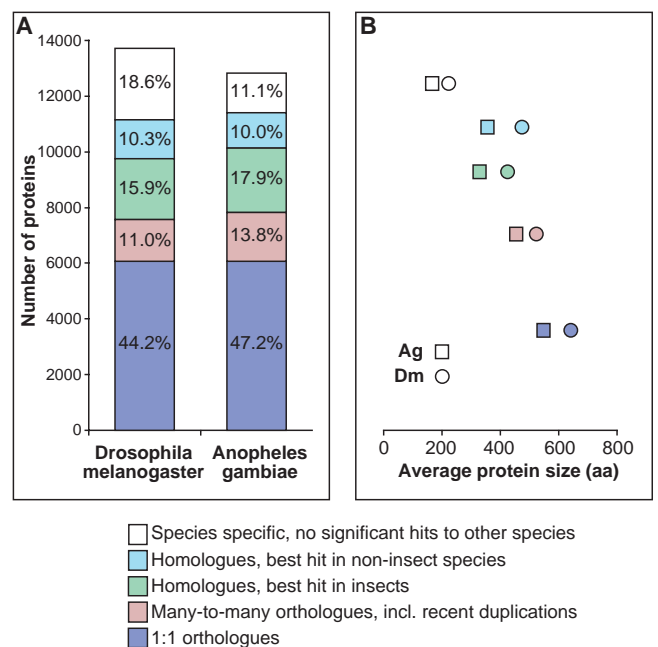 A
Number of proteins
14000
12000
10000
8000
6000
4000
2000
0
18.6%
10.3%
15.9%
11.0%
44.2%
11.1%
10.0%
17.9%
13.8%
47.2%
Drosophila
melanogaster
Anopheles
gambiae
B
Ag
Dm
0 200 400 600 800
Average protein size (aa)
Species specific, no significant hits to other species
Homologues, best hit in non-insect species
Homologues, best hit in insects
Many-to-many orthologues, incl. recent duplications
1:1 orthologues